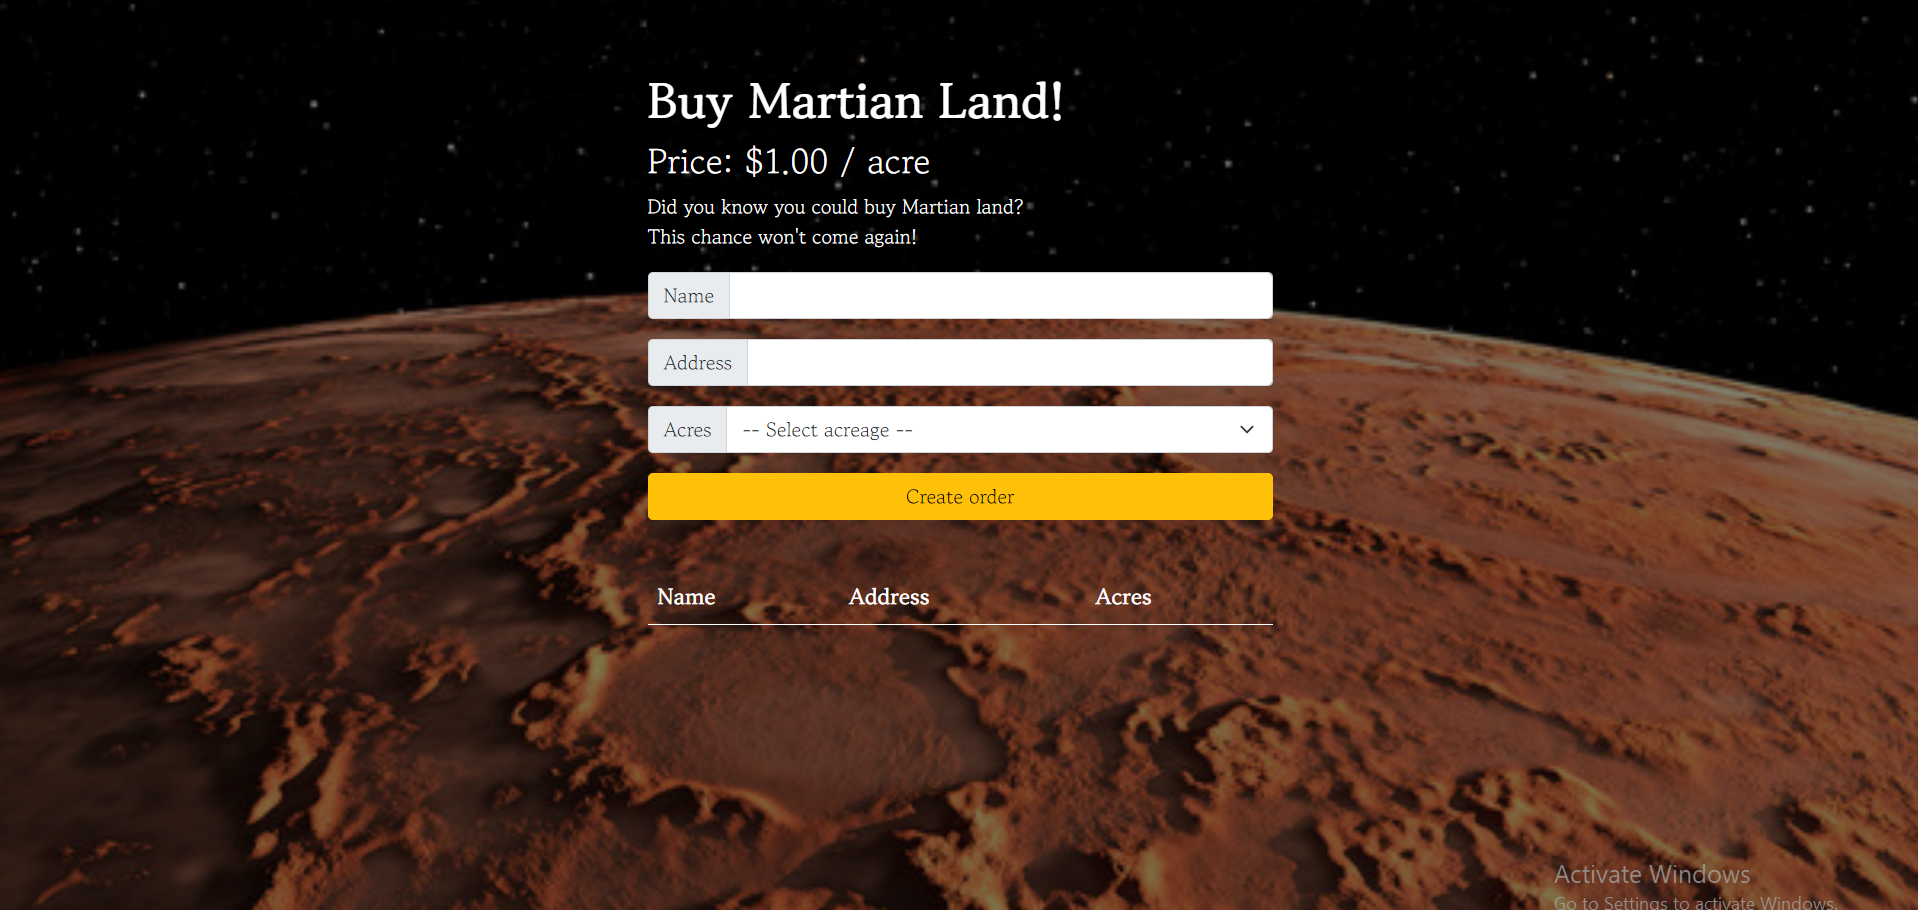 Buy Martian Land!
Price: $1.00 / acre
Did you know you could buy Martian land?
This chance won't come again!
Name
Address
Acres -- Select acreage --
Create order
Name Address Acres
Activate Windows
Go to Settings to activate Windows.